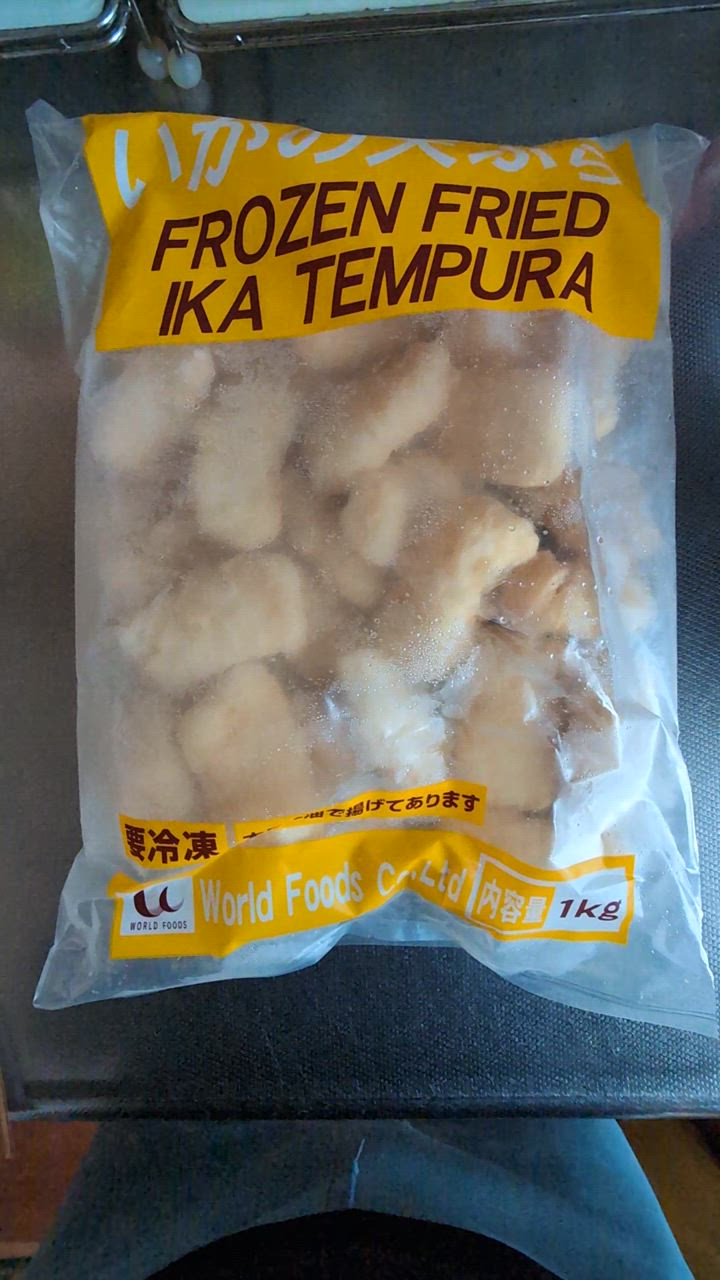 いかの天ぷら
FROZEN FRIED
IKA TEMPURA
油で揚げてあります
要冷凍
World Foods Co.,Ltd 内容量 1kg
WORLD FOODS